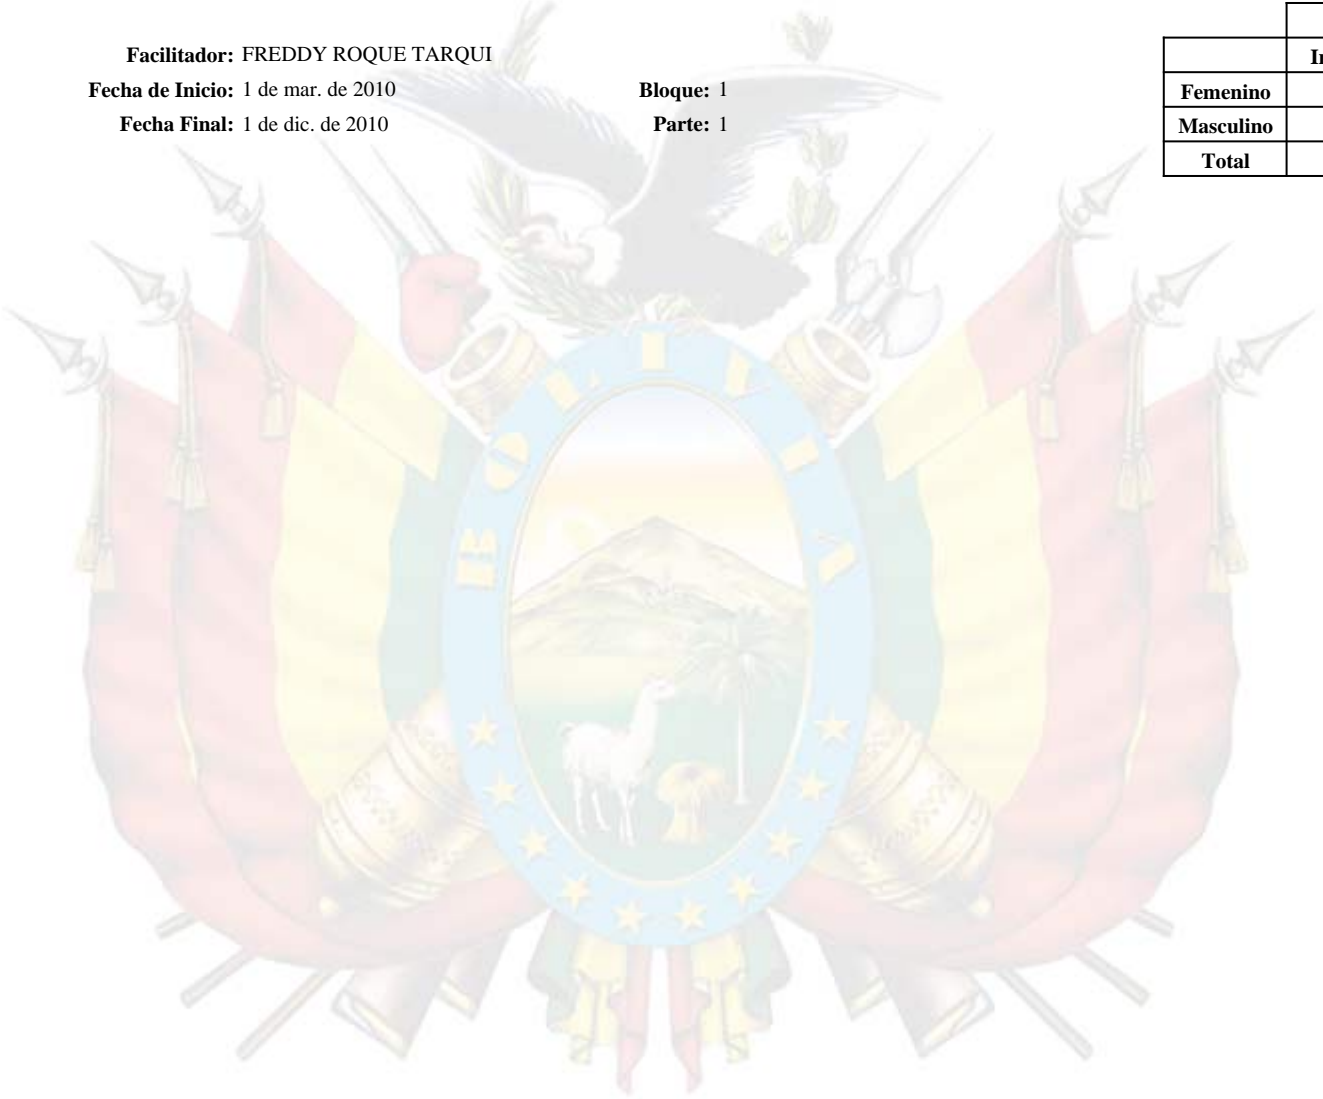 Facilitador: FREDDY ROQUE TARQUI
Fecha de Inicio: 1 de mar. de 2010 Bloque: 1
Fecha Final: 1 de dic. de 2010 Parte: 1
Femenino
Masculino
Total
BOLIVIA